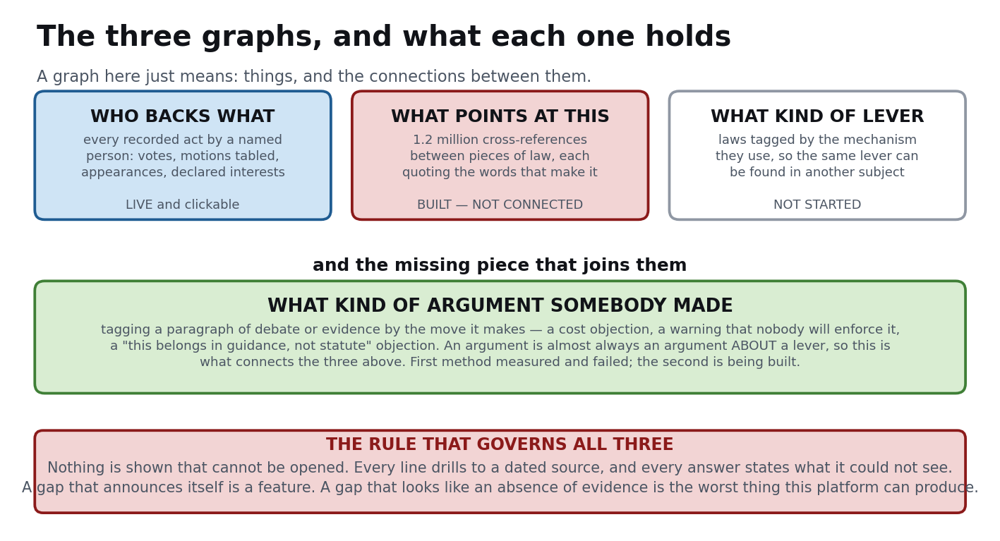 The three graphs, and what each one holds
A graph here just means: things, and the connections between them.
WHO BACKS WHAT
every recorded act by a named
person: votes, motions tabled,
appearances, declared interests
LIVE and clickable
WHAT POINTS AT THIS
1.2 million cross-references
between pieces of law, each
quoting the words that make it
BUILT — NOT CONNECTED
WHAT KIND OF LEVER
laws tagged by the mechanism
they use, so the same lever can
be found in another subject
NOT STARTED
and the missing piece that joins them
WHAT KIND OF ARGUMENT SOMEBODY MADE
tagging a paragraph of debate or evidence by the move it makes — a cost objection, a warning that nobody will enforce it,
a "this belongs in guidance, not statute" objection. An argument is almost always an argument ABOUT a lever, so this is
what connects the three above. First method measured and failed; the second is being built.
THE RULE THAT GOVERNS ALL THREE
Nothing is shown that cannot be opened. Every line drills to a dated source, and every answer states what it could not see.
A gap that announces itself is a feature. A gap that looks like an absence of evidence is the worst thing this platform can produce.